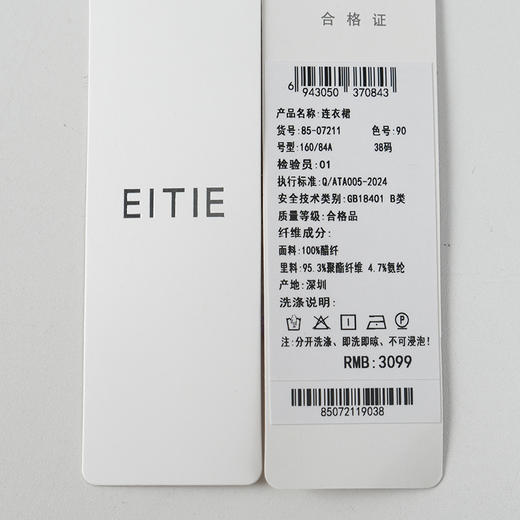 EITIE
合格证
6 943050 370843
产品名称:连衣裙
货号:85-07211 色号:90
号型:160/84A 38码
检验员:01
执行标准:Q/ATA005-2024
安全技术类别:GB18401 B类
质量等级:合格品
纤维成分:
面料:100%醋纤
里料:95.3%聚酯纤维 4.7%氨纶
产地:深圳
洗涤说明:
注:分开洗涤、即洗即晾、不可浸泡!
RMB:3099
85072119038